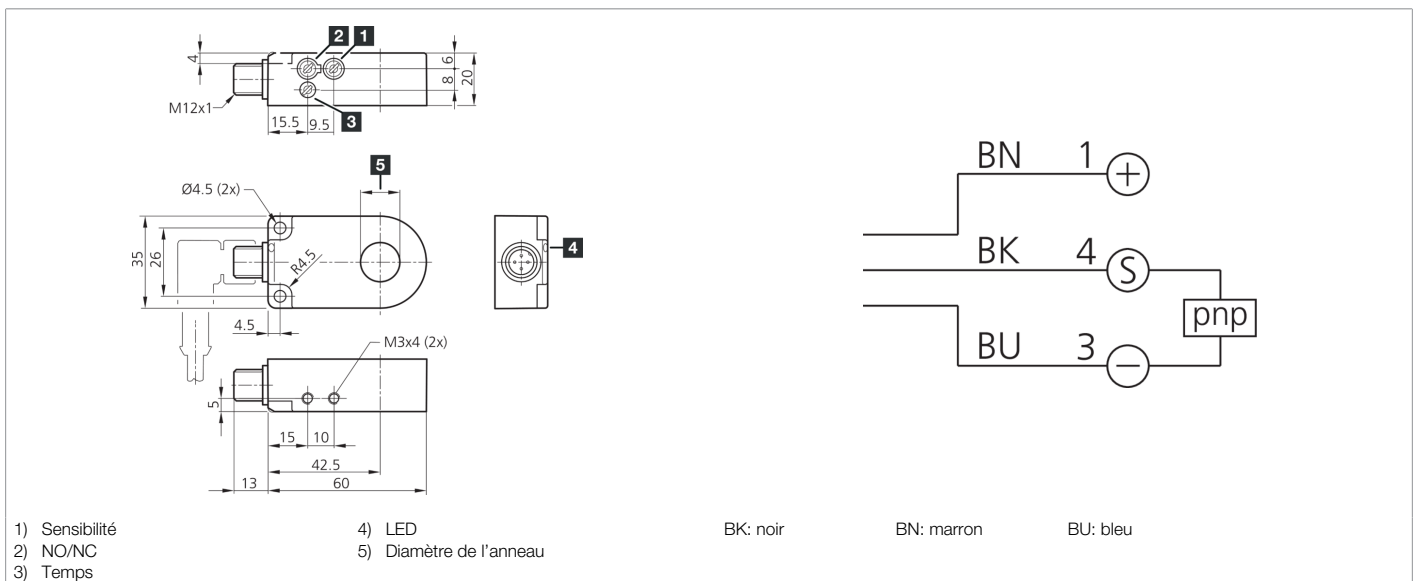 2 1
4
6
8
20
M12x1
15.5 9.5
3
5
Ø4.5 (2x)
35
26
R4.5
4
4.5
M3x4 (2x)
5
15 10
42.5
13 60
BN 1 +
BK 4 S
pnp
BU 3 −
1) Sensibilité
2) NO/NC
3) Temps
4) LED
5) Diamètre de l'anneau
BK: noir BN: marron BU: bleu